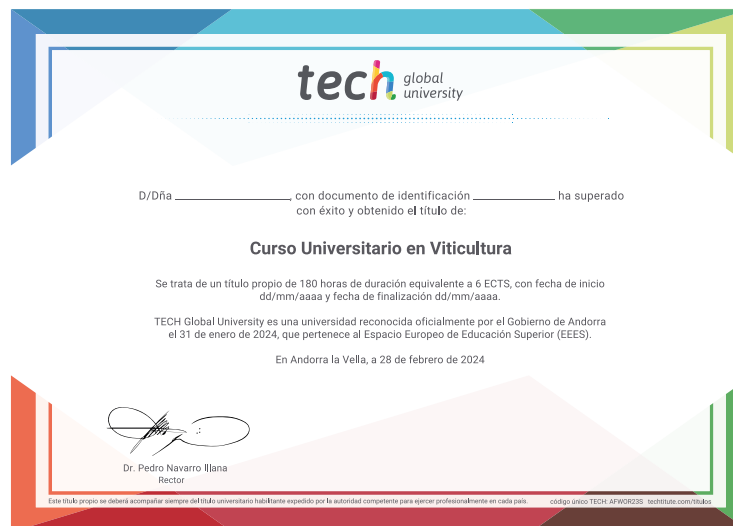 tech global university
D/Dña ____________________, con documento de identificación ______________ ha superado
con éxito y obtenido el título de:
Curso Universitario en Viticultura
Se trata de un título propio de 180 horas de duración equivalente a 6 ECTS, con fecha de inicio
dd/mm/aaaa y fecha de finalización dd/mm/aaaa.
TECH Global University es una universidad reconocida oficialmente por el Gobierno de Andorra
el 31 de enero de 2024, que pertenece al Espacio Europeo de Educación Superior (EEES).
En Andorra la Vella, a 28 de febrero de 2024
Dr. Pedro Navarro Illana
Rector
Este título propio se deberá acompañar siempre del título universitario habilitante expedido por la autoridad competente para ejercer profesionalmente en cada país. código único TECH: AFWOR23S techtitute.com/titulos